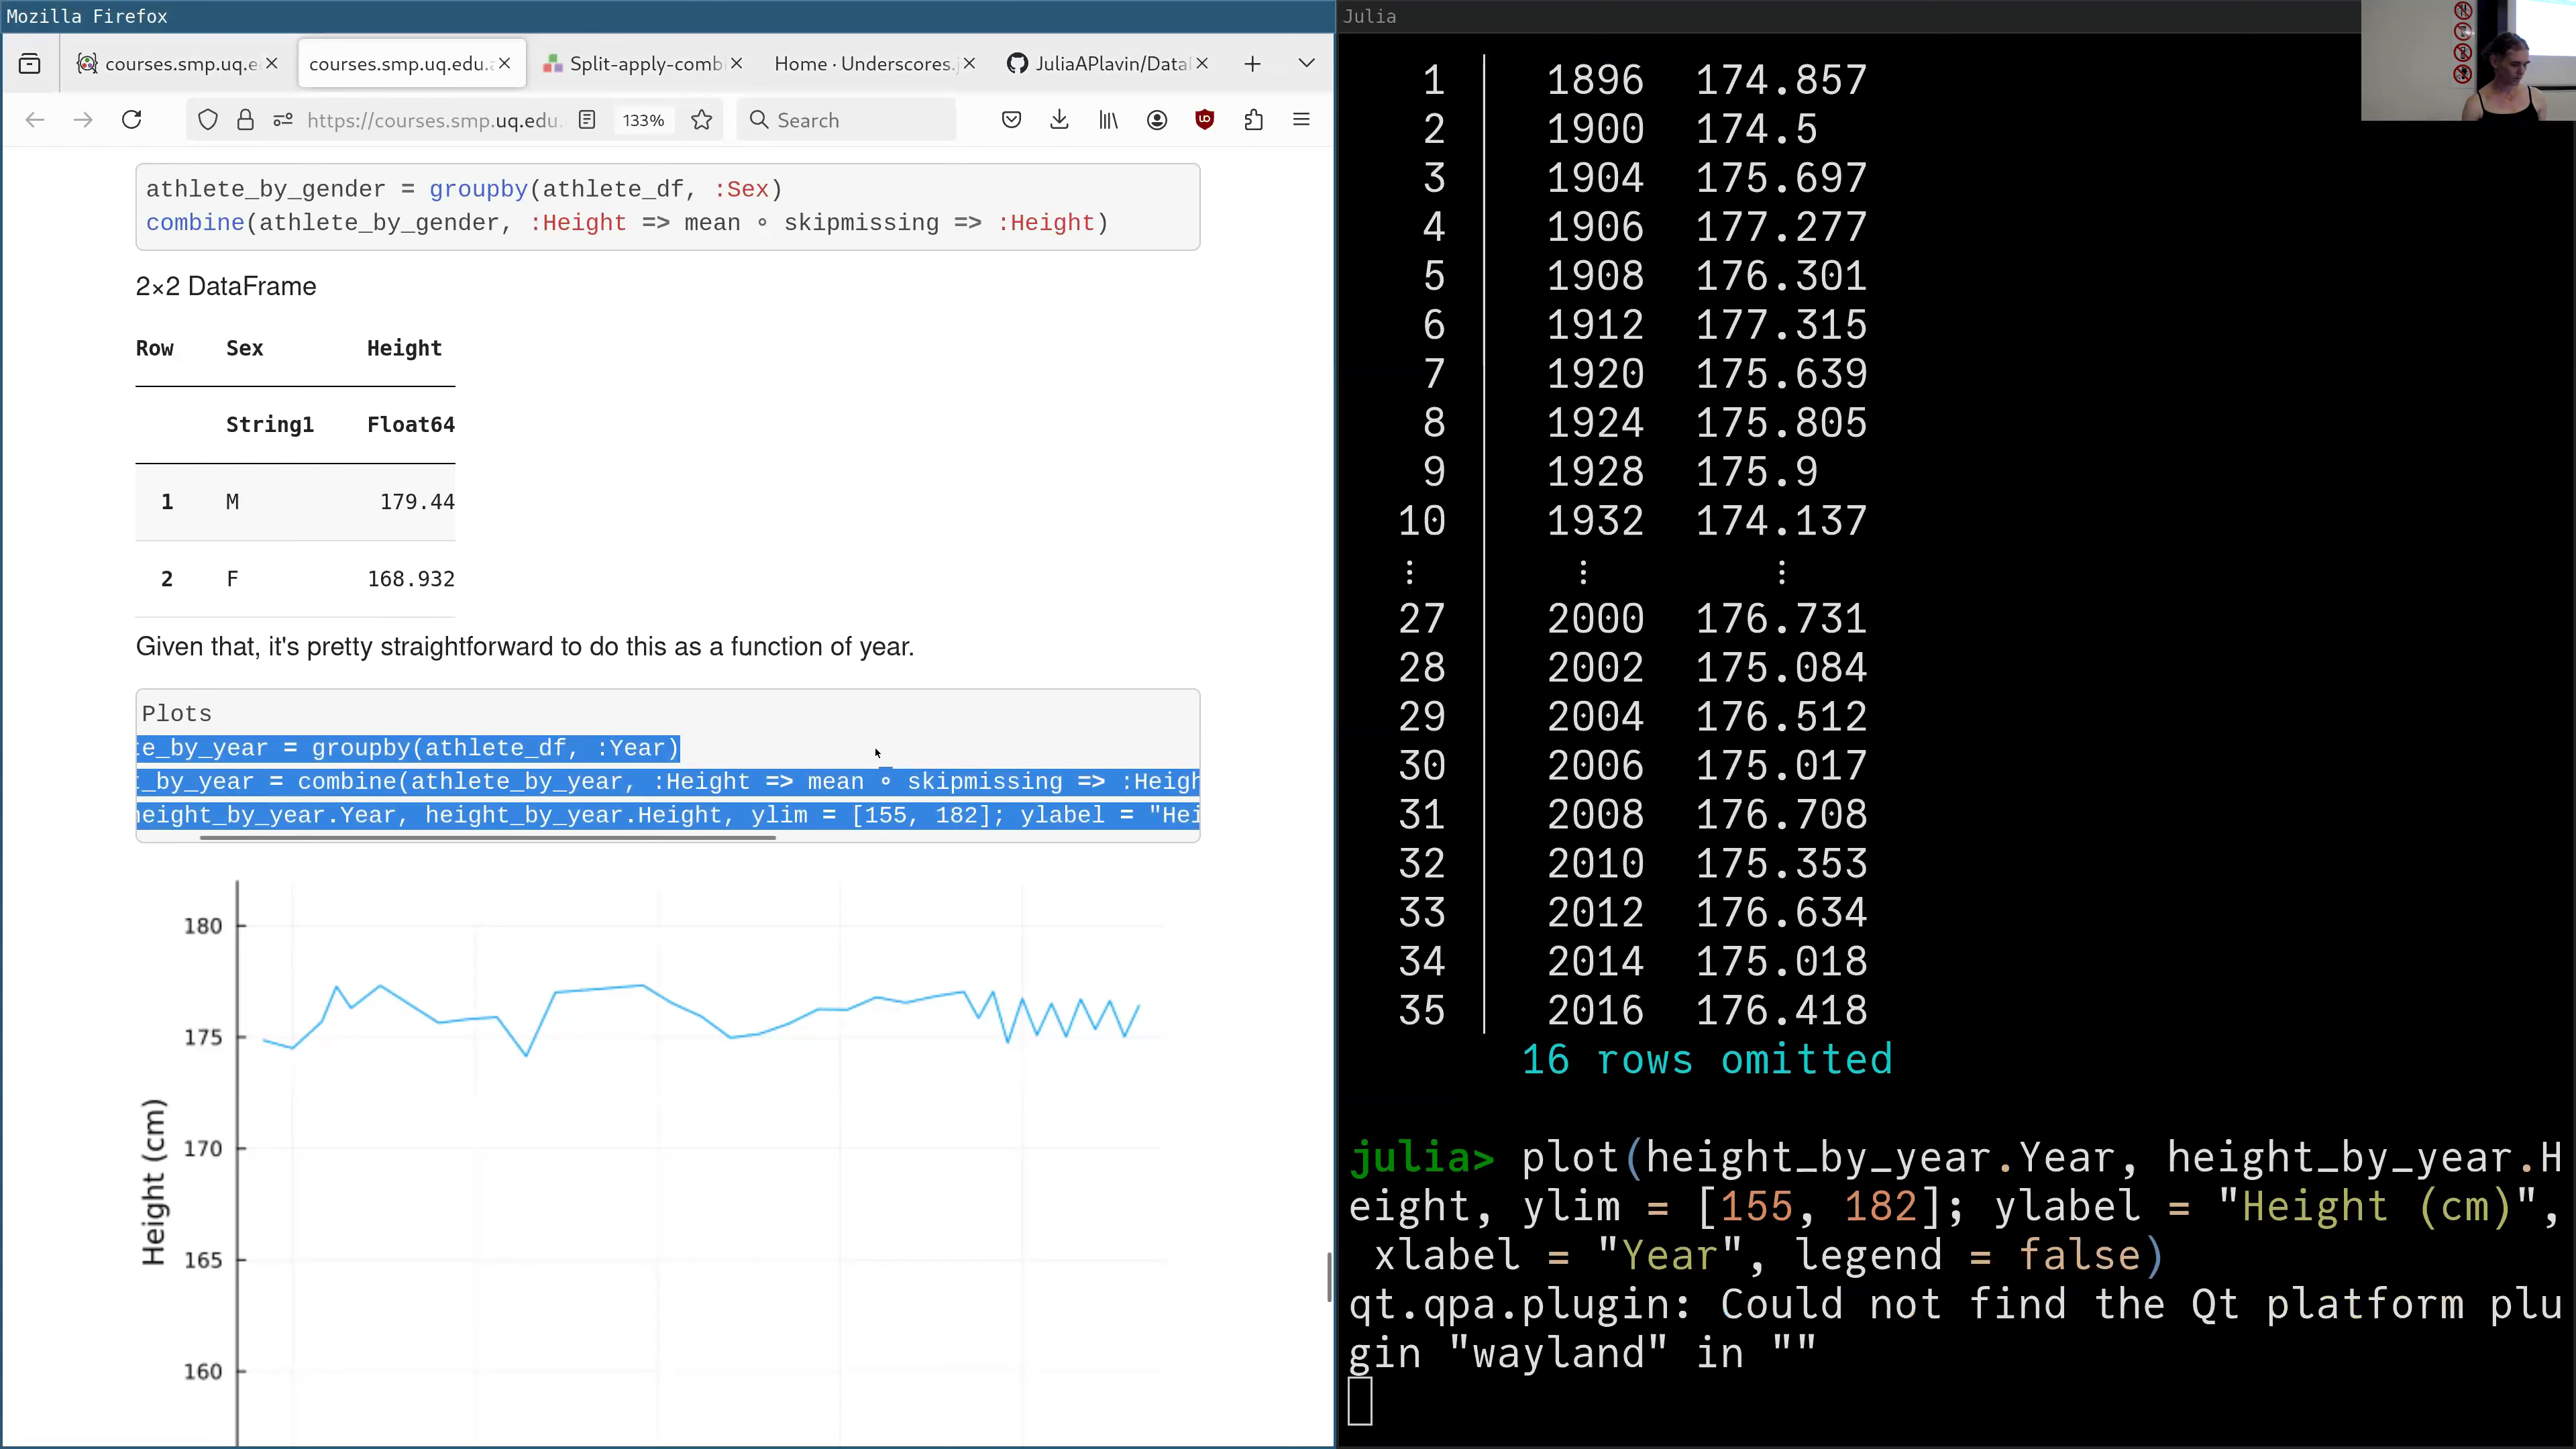 Mozilla Firefox
courses.smp.uq.e
courses.smp.uq.edu.
Split-apply-comb
Home · Underscores.j
JuliaAPlavin/Data
https://courses.smp.uq.edu.
133%
Search
athlete_by_gender = groupby(athlete_df, :Sex)
combine(athlete_by_gender, :Height => mean ∘ skipmissing => :Height)
2×2 DataFrame
Row Sex Height
String1 Float64
1 M 179.44
2 F 168.932
Given that, it's pretty straightforward to do this as a function of year.
Plots
te_by_year = groupby(athlete_df, :Year)
t_by_year = combine(athlete_by_year, :Height => mean ∘ skipmissing => :Heigh
height_by_year.Year, height_by_year.Height, ylim = [155, 182]; ylabel = "Hei
180
175
170
165
160
Height (cm)
Julia
1 1896 174.857
2 1900 174.5
3 1904 175.697
4 1906 177.277
5 1908 176.301
6 1912 177.315
7 1920 175.639
8 1924 175.805
9 1928 175.9
10 1932 174.137
⋮ ⋮ ⋮
27 2000 176.731
28 2002 175.084
29 2004 176.512
30 2006 175.017
31 2008 176.708
32 2010 175.353
33 2012 176.634
34 2014 175.018
35 2016 176.418
16 rows omitted
julia> plot(height_by_year.Year, height_by_year.H
eight, ylim = [155, 182]; ylabel = "Height (cm)",
xlabel = "Year", legend = false)
qt.qpa.plugin: Could not find the Qt platform plu
gin "wayland" in ""